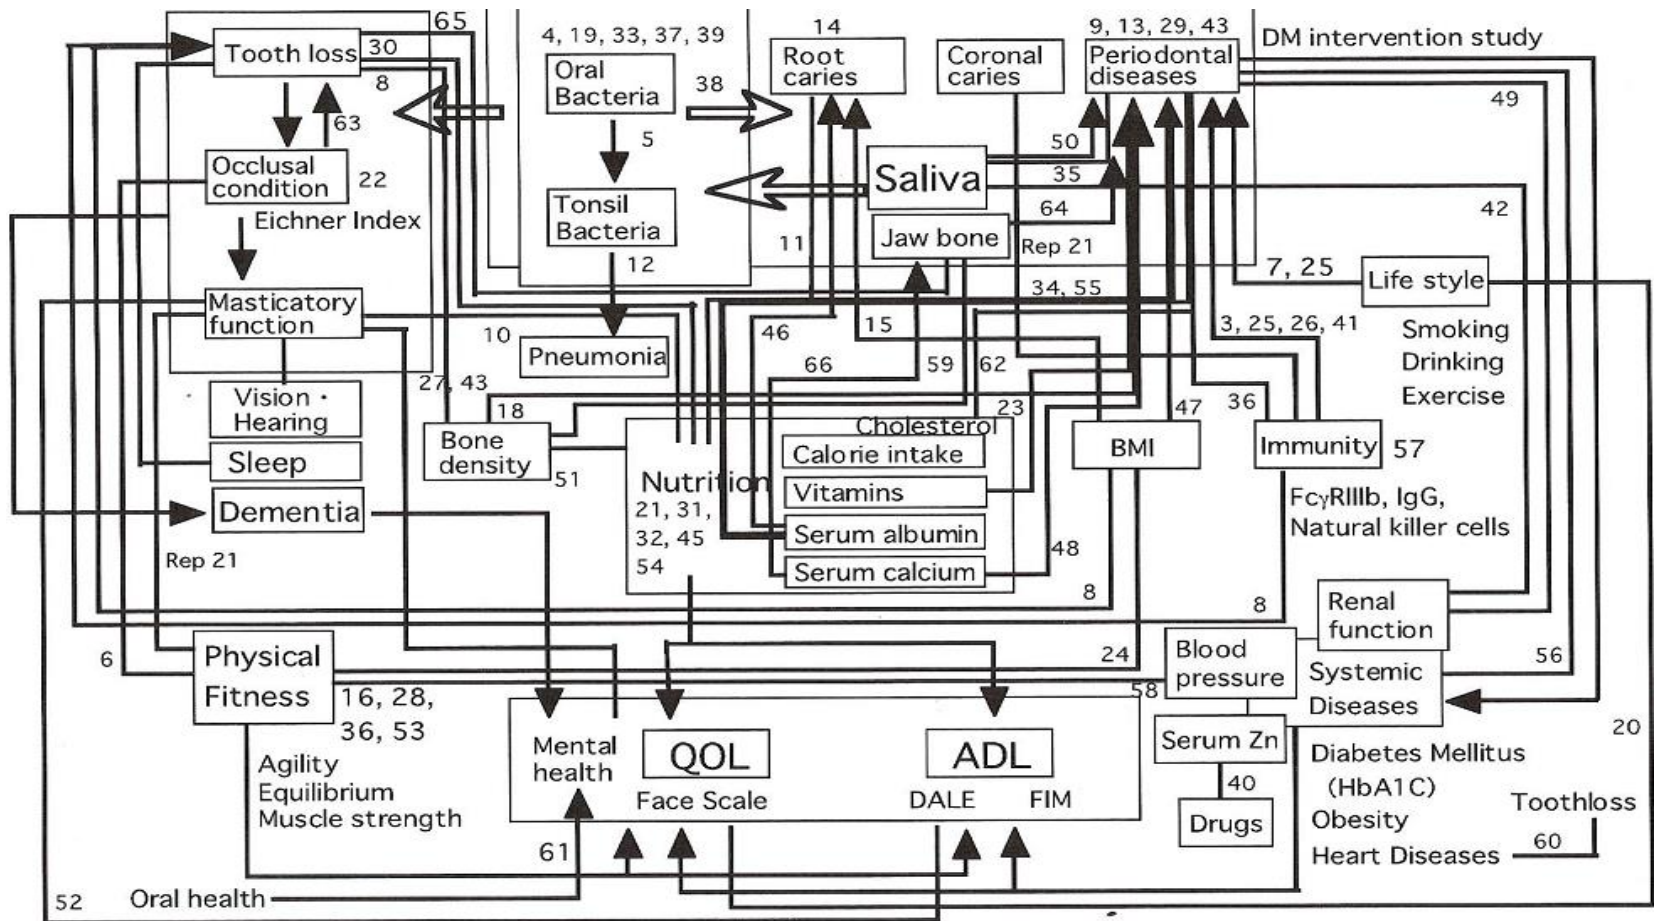 65
4, 19, 33, 37, 39
14
9, 13, 29, 43
DM intervention study
Tooth loss
30
8
Oral
Bacteria
38
Root
caries
Coronal
caries
Periodontal
diseases
49
63
5
50
Occlusal
condition
22
Eichner Index
Tonsil
Bacteria
12
Saliva
35
64
42
11
Jaw bone
Rep 21
7, 25
Life style
34, 55
Masticatory
function
10
Pneumonia
46
15
3, 25, 26, 41
Smoking
Drinking
Exercise
66
59
62
27, 43
Vision・
Hearing
18
23
47
36
Bone
density
51
Cholesterol
Calorie intake
BMI
Immunity
57
Sleep
Nutrition
21, 31,
32, 45
54
Vitamins
Serum albumin
Serum calcium
FcγRIIIb, IgG,
Natural killer cells
Dementia
Rep 21
48
8
8
Renal
function
6
Physical
Fitness
16, 28,
36, 53
24
58
Blood
pressure
Systemic
Diseases
56
20
Agility
Equilibrium
Muscle strength
Mental
health
QOL
Face Scale
ADL
DALE
FIM
Serum Zn
40
Drugs
Diabetes Mellitus
(HbA1C)
Obesity
Heart Diseases
60
Toothloss
61
52
Oral health